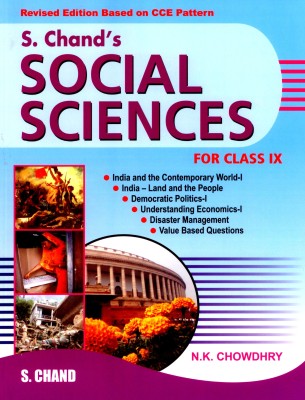 Revised Edition Based on CCE Pattern
S. Chand's
SOCIAL
SCIENCES
FOR CLASS IX
India and the Contemporary World-I
India – Land and the People
Democratic Politics-I
Understanding Economics-I
Disaster Management
Value Based Questions
N.K. CHOWDHRY
S. CHAND